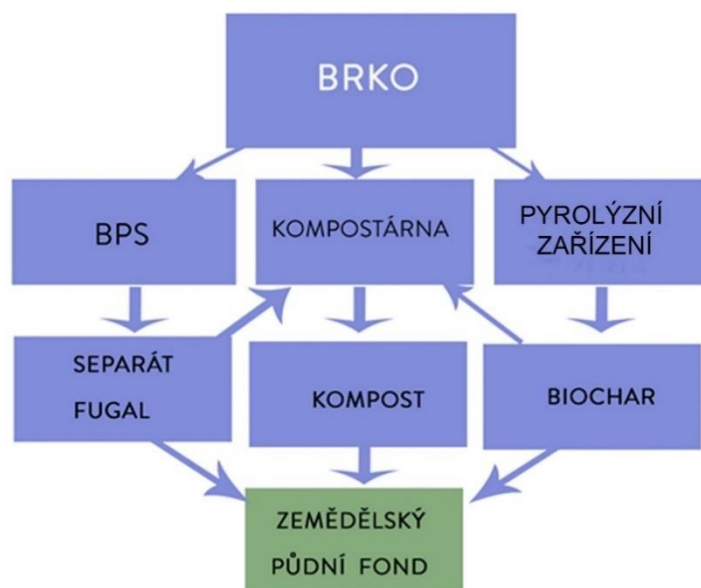 BRKO
BPS
KOMPOSTÁRNA
PYROLÝZNÍ
ZAŘÍZENÍ
SEPARÁT
FUGAL
KOMPOST
BIOCHAR
ZEMĚDĚLSKÝ
PŮDNÍ FOND